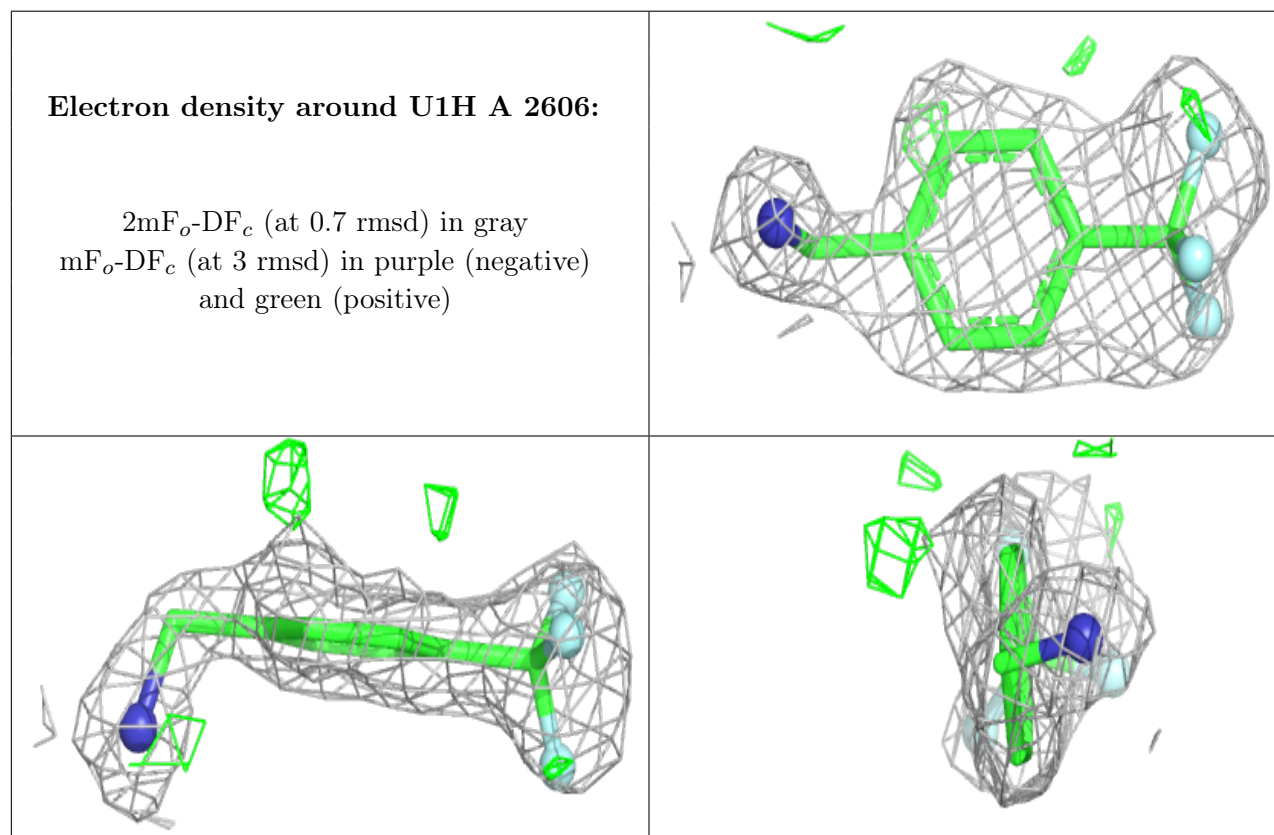 Electron density around U1H A 2606:
2mFo-DFc (at 0.7 rmsd) in gray
mFo-DFc (at 3 rmsd) in purple (negative)
and green (positive)